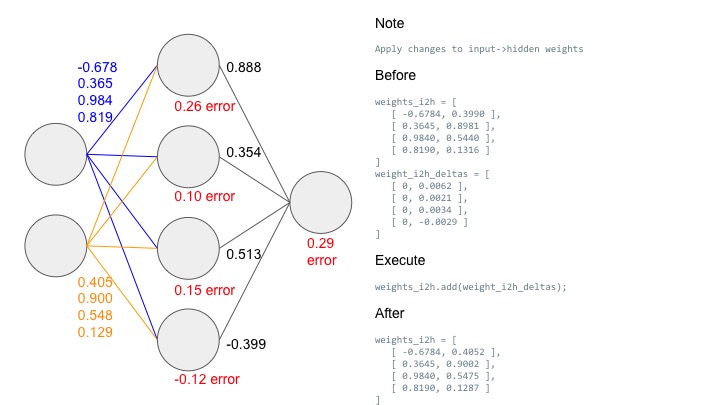 -0.678
0.365
0.984
0.819
0.888
0.26 error
0.354
0.10 error
0.513
0.15 error
-0.399
-0.12 error
0.29
error
0.405
0.900
0.548
0.129
Note
Apply changes to input->hidden weights
Before
weights_i2h = [
[ -0.6784, 0.3990 ],
[ 0.3645, 0.8981 ],
[ 0.9840, 0.5440 ],
[ 0.8190, 0.1316 ]
]
weight_i2h_deltas = [
[ 0, 0.0062 ],
[ 0, 0.0021 ],
[ 0, 0.0034 ],
[ 0, -0.0029 ]
]
Execute
weights_i2h.add(weight_i2h_deltas);
After
weights_i2h = [
[ -0.6784, 0.4052 ],
[ 0.3645, 0.9002 ],
[ 0.9840, 0.5475 ],
[ 0.8190, 0.1287 ]
]